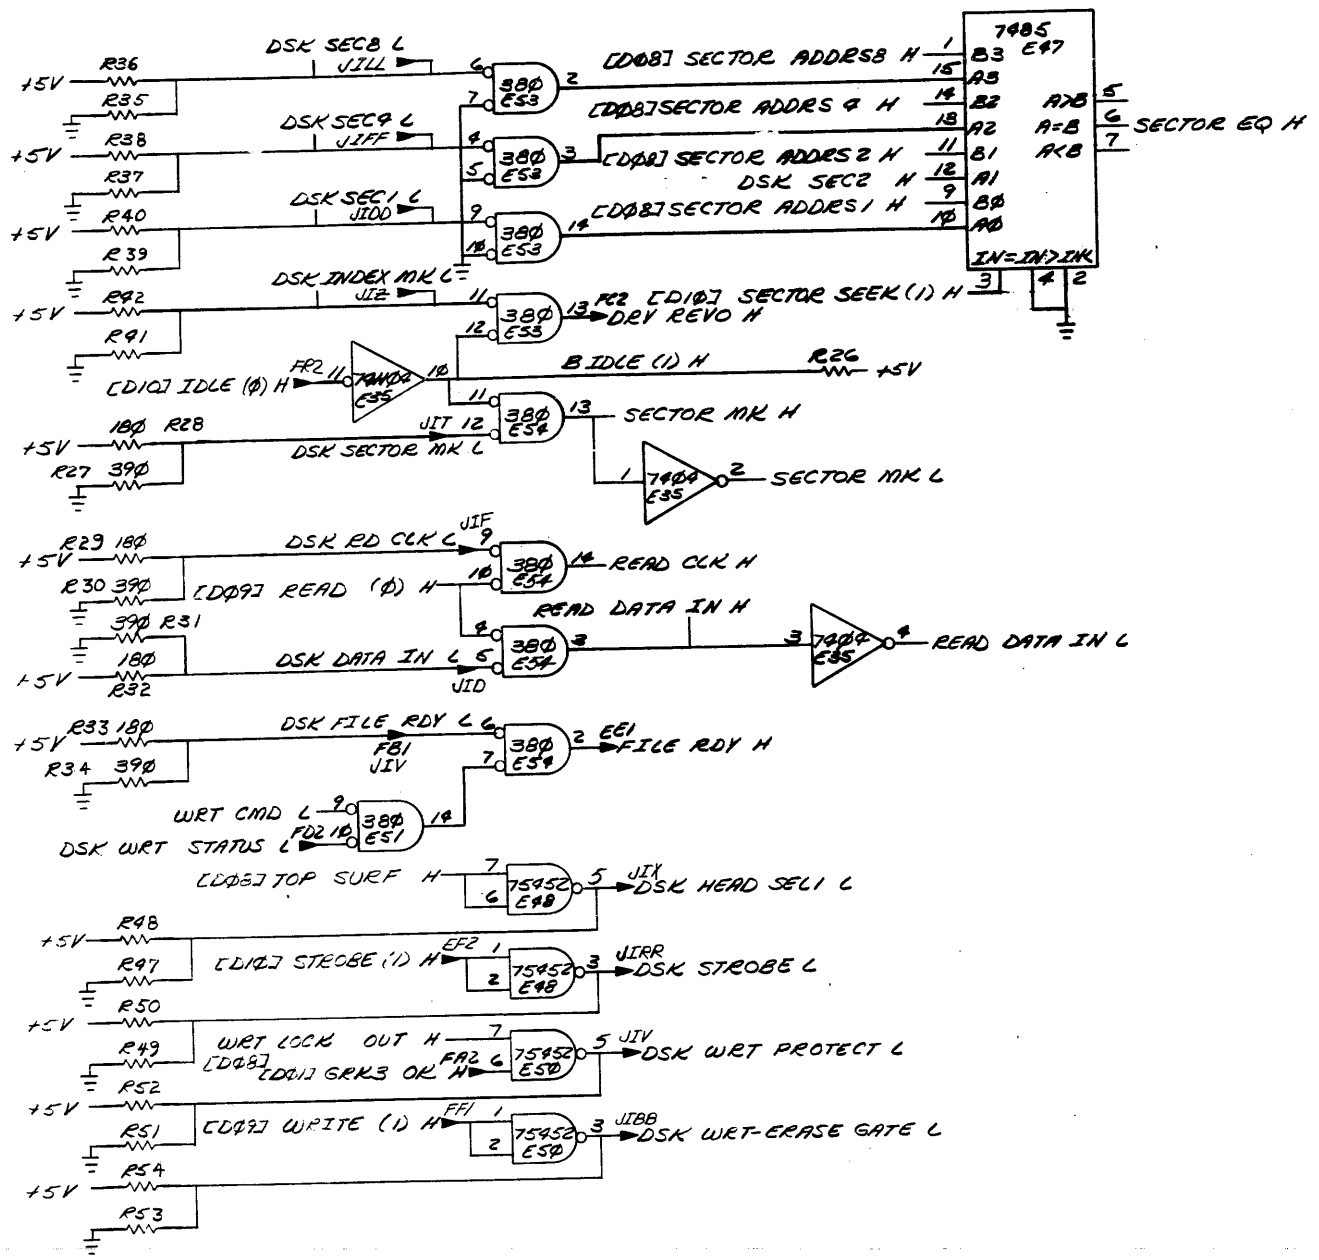 7485
E47
DSK SEC8 L
J1LL
R36
+5V
R35
6
7
380
E53
2
[D08] SECTOR ADDRS8 H
1
B3
15
A3
14
B2
[D08] SECTOR ADDRS 4 H
13
A2
[D08] SECTOR ADDRS 2 H
11
B1
DSK SEC2 H
12
A1
[D08] SECTOR ADDRS1 H
9
B0
10
A0
A>B
5
A=B
6
SECTOR EQ H
A<B
7
IN=IN>IN<
3
4
2
DSK SEC4 L
J1FF
R38
+5V
R37
4
5
380
E53
3
DSK SEC1 L
J1DD
R40
+5V
R39
9
10
380
E53
14
DSK INDEX MK L
J1Z
R42
+5V
R41
11
12
380
E53
13
FC2
[D10] SECTOR SEEK (1) H
DRV REVO H
[D10] IDLE (0) H
FR2
11
74H04
E35
10
B IDLE (1) H
R26
+5V
11
380
E54
13
SECTOR MK H
180
R28
+5V
J1T
12
DSK SECTOR MK L
R27
390
1
7404
E35
2
SECTOR MK L
R29
180
+5V
DSK RD CLK L
J1F
9
380
E54
14
READ CLK H
R30
390
[D09] READ (0) H
10
390
R31
READ DATA IN H
4
380
E54
3
3
7404
E35
4
READ DATA IN L
180
+5V
R32
DSK DATA IN L
5
J1D
R33
180
+5V
DSK FILE RDY L
6
FB1
J1V
380
E54
2
EE1
FILE RDY H
R34
390
7
WRT CMD L
9
380
E51
14
DSK WRT STATUS L
FD2
10
[D08] TOP SURF H
7
6
75452
E48
5
J1X
DSK HEAD SEL1 L
R48
+5V
R47
[D10] STROBE (1) H
EF2
1
2
75452
E48
3
J1RR
DSK STROBE L
R50
+5V
R49
WRT LOCK OUT H
7
[D08]
[D01] GRK3 OK H
FA2
6
75452
E50
5
J1V
DSK WRT PROTECT L
R52
+5V
R51
[D09] WRITE (1) H
FF1
1
2
75452
E50
3
J1BB
DSK WRT-ERASE GATE L
R54
+5V
R53